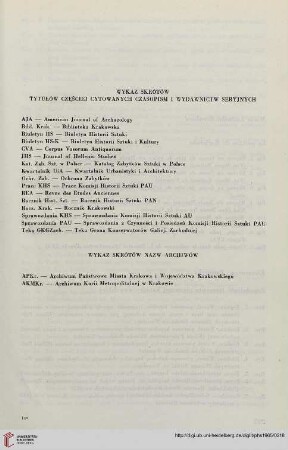 WYKAZ SKRÓTÓW
TYTUŁÓW CZĘŚCIEJ CYTOWANYCH CZASOPISM I WYDAWNICTW SERYJNYCH
AJA — American Journal of Archaeology
Bibl. Krak. — Biblioteka Krakowska
Biuletyn HS — Biuletyn Historii Sztuki
Biuletyn HSiK — Biuletyn Historii Sztuki i Kultury
CVA — Corpus Vasorum Antiquorum
JHS — Journal of Hellenic Studies
Kat. Zab. Szt. w Polsce — Katalog Zabytków Sztuki w Polsce
Kwartalnik UiA — Kwartalnik Urbanistyki i Architektury
Ochr. Zab. — Ochrona Zabytków
Prace KHS — Prace Komisji Historii Sztuki PAU
REA — Revue des Etudes Anciennes
Rocznik Hist. Szt. — Rocznik Historii Sztuki PAN
Rocz. Krak. — Rocznik Krakowski
Sprawozdania KHS — Sprawozdania Komisji Historii Sztuki AU
Sprawozdania PAU — Sprawozdania z Czynności i Posiedzeń Komisji Historii Sztuki PAU
Teka GKGZach. — Teka Grona Konserwatorów Galicji Zachodniej
WYKAZ SKRÓTÓW NAZW ARCHIWÓW
APKr. — Archiwum Państwowe Miasta Krakowa i Województwa Krakowskiego
AKMKr. — Archiwum Kurii Metropolitalnej w Krakowie
UNIVERSITÄTS-
BIBLIOTHEK
HEIDELBERG